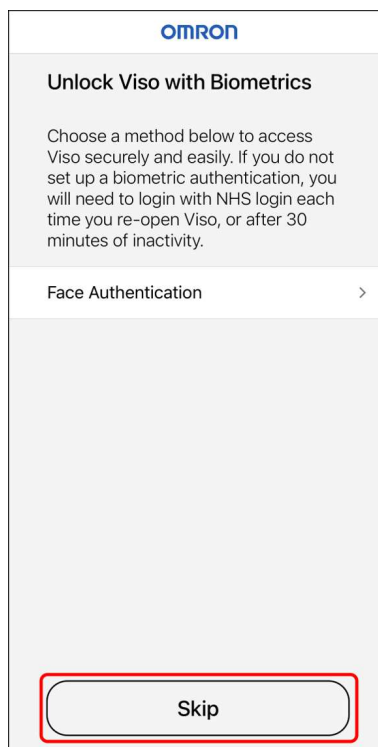 OMRON
Unlock Viso with Biometrics
Choose a method below to access
Viso securely and easily. If you do not
set up a biometric authentication, you
will need to login with NHS login each
time you re-open Viso, or after 30
minutes of inactivity.
Face Authentication
Skip